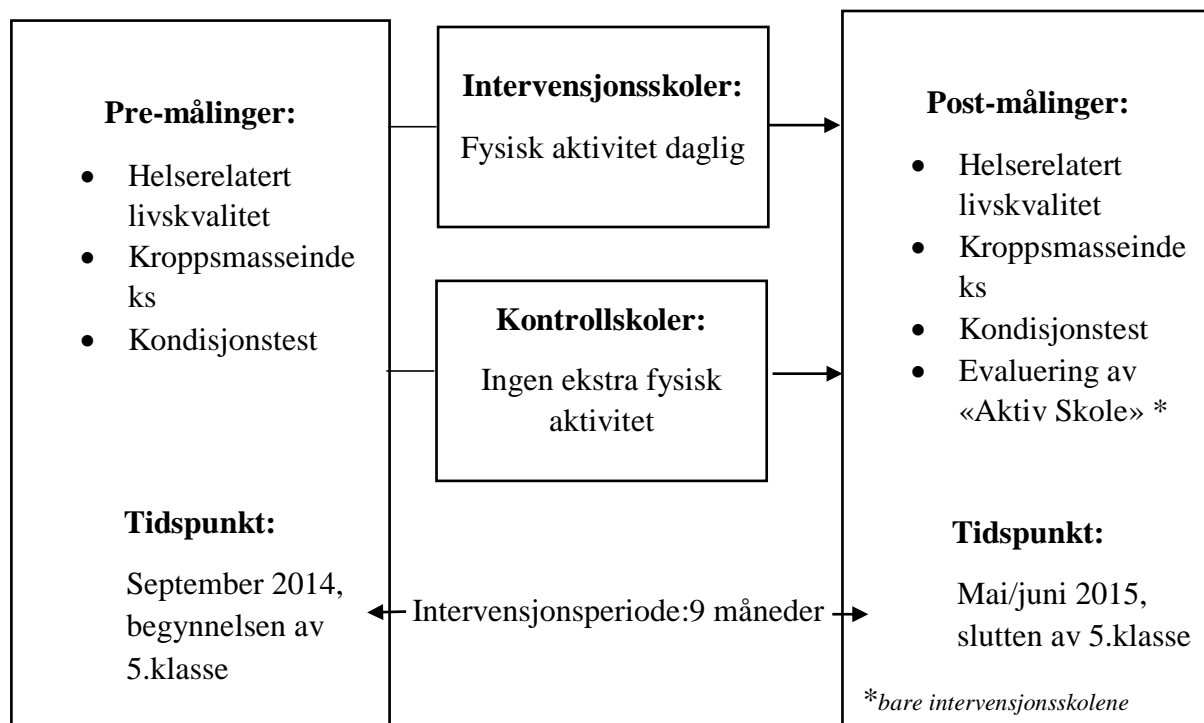 Pre-målinger:
• Helserelatert
livskvalitet
• Kroppsmasseinde
ks
• Kondisjonstest
Tidspunkt:
September 2014,
begynnelsen av
5.klasse
Intervensjonsskoler:
Fysisk aktivitet daglig
Kontrollskoler:
Ingen ekstra fysisk
aktivitet
Intervensjonsperiode:9 måneder
Post-målinger:
• Helserelatert
livskvalitet
• Kroppsmasseinde
ks
• Kondisjonstest
• Evaluering av
«Aktiv Skole» *
Tidspunkt:
Mai/juni 2015,
slutten av 5.klasse
*bare intervensjonsskolene